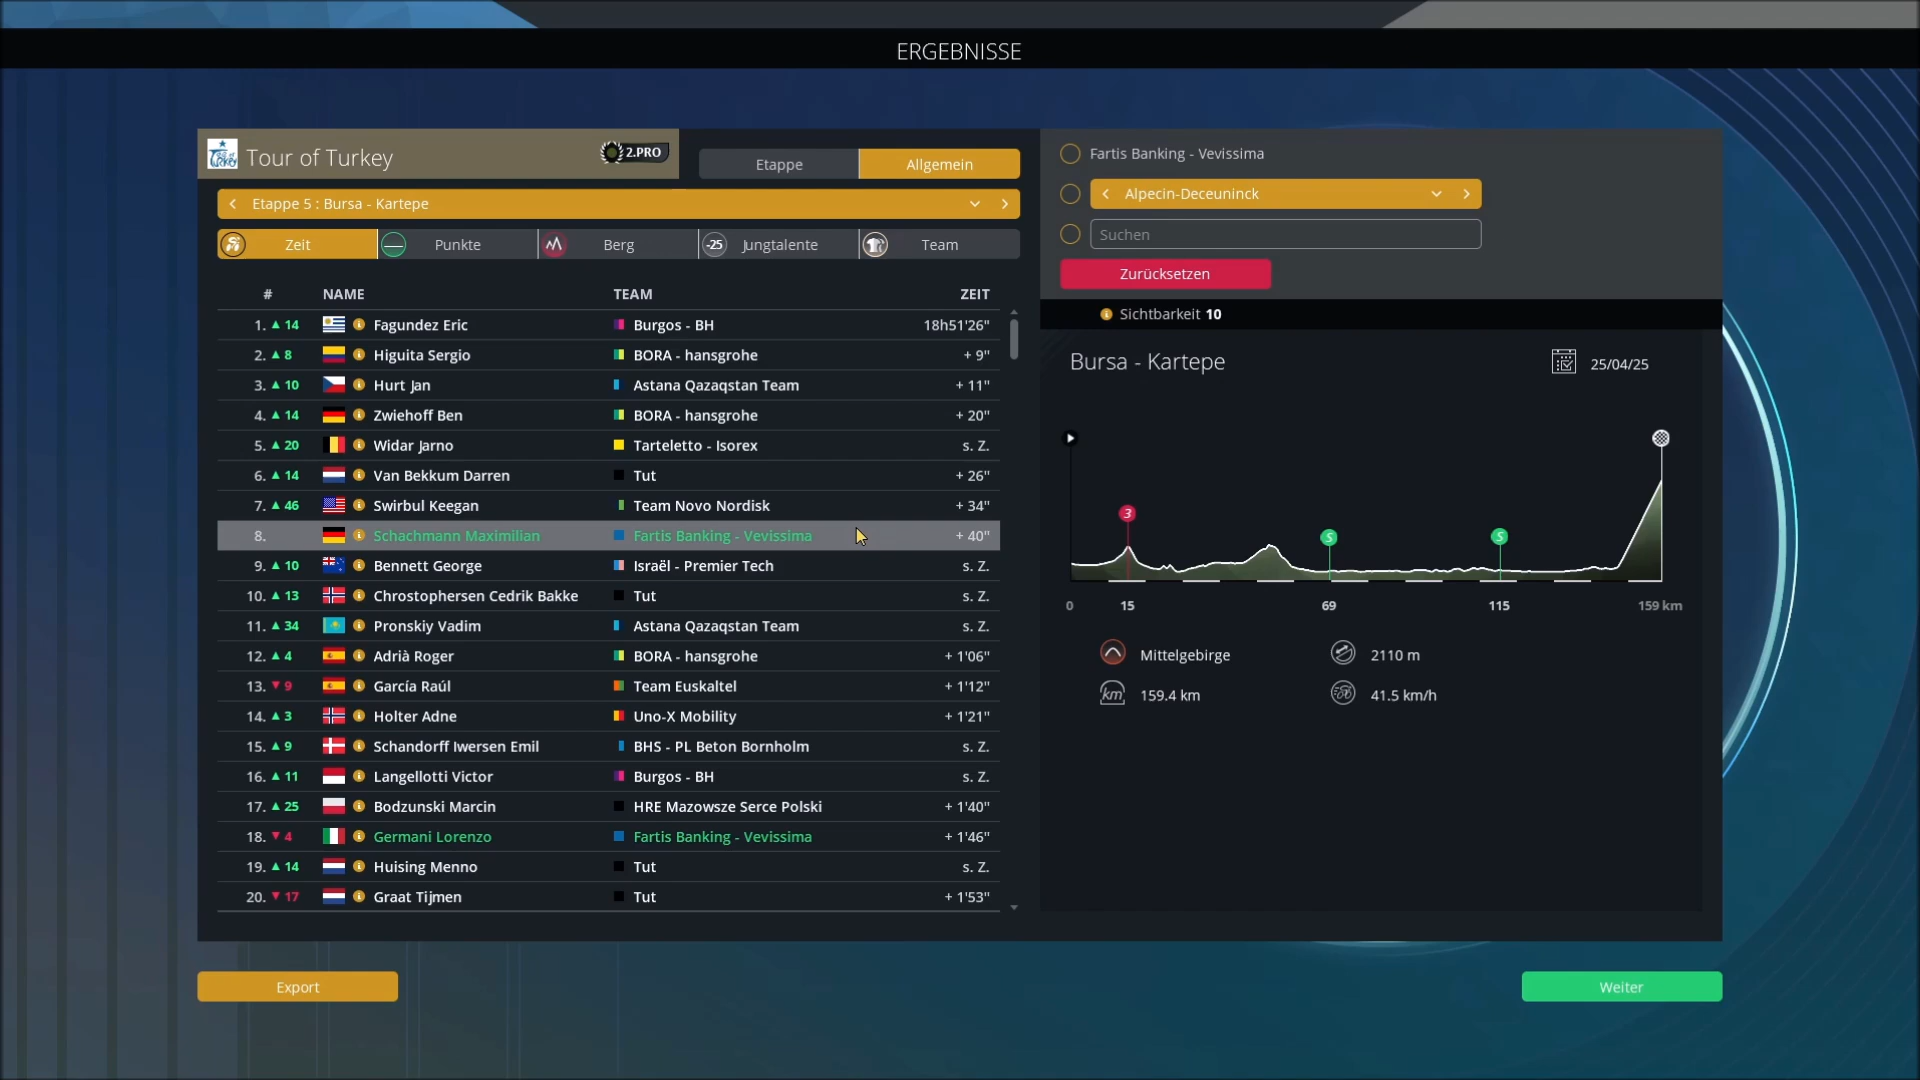 ERGEBNISSE
Tour of Turkey
2.PRO
Etappe
Allgemein
Etappe 5 : Bursa - Kartepe
Zeit
Punkte
Berg
-25 Jungtalente
Team
# NAME TEAM ZEIT
1. ▲ 14 Fagundez Eric Burgos - BH 18h51'26"
2. ▲ 8 Higuita Sergio BORA - hansgrohe + 9"
3. ▲ 10 Hurt Jan Astana Qazaqstan Team + 11"
4. ▲ 14 Zwiehoff Ben BORA - hansgrohe + 20"
5. ▲ 20 Widar Jarno Tarteletto - Isorex s. Z.
6. ▲ 14 Van Bekkum Darren Tut + 26"
7. ▲ 46 Swirbul Keegan Team Novo Nordisk + 34"
8. Schachmann Maximilian Fartis Banking - Vevissima + 40"
9. ▲ 10 Bennett George Israël - Premier Tech s. Z.
10. ▲ 13 Chrostophersen Cedrik Bakke Tut s. Z.
11. ▲ 34 Pronskiy Vadim Astana Qazaqstan Team s. Z.
12. ▲ 4 Adrià Roger BORA - hansgrohe + 1'06"
13. ▼ 9 García Raúl Team Euskaltel + 1'12"
14. ▲ 3 Holter Adne Uno-X Mobility + 1'21"
15. ▲ 9 Schandorff Iwersen Emil BHS - PL Beton Bornholm s. Z.
16. ▲ 11 Langellotti Victor Burgos - BH s. Z.
17. ▲ 25 Bodzunski Marcin HRE Mazowsze Serce Polski + 1'40"
18. ▼ 4 Germani Lorenzo Fartis Banking - Vevissima + 1'46"
19. ▲ 14 Huising Menno Tut s. Z.
20. ▼ 17 Graat Tijmen Tut + 1'53"
Fartis Banking - Vevissima
Alpecin-Deceuninck
Suchen
Zurücksetzen
Sichtbarkeit 10
Bursa - Kartepe
25/04/25
3
S
S
0 15 69 115 159 km
Mittelgebirge
2110 m
km 159.4 km
41.5 km/h
Export
Weiter